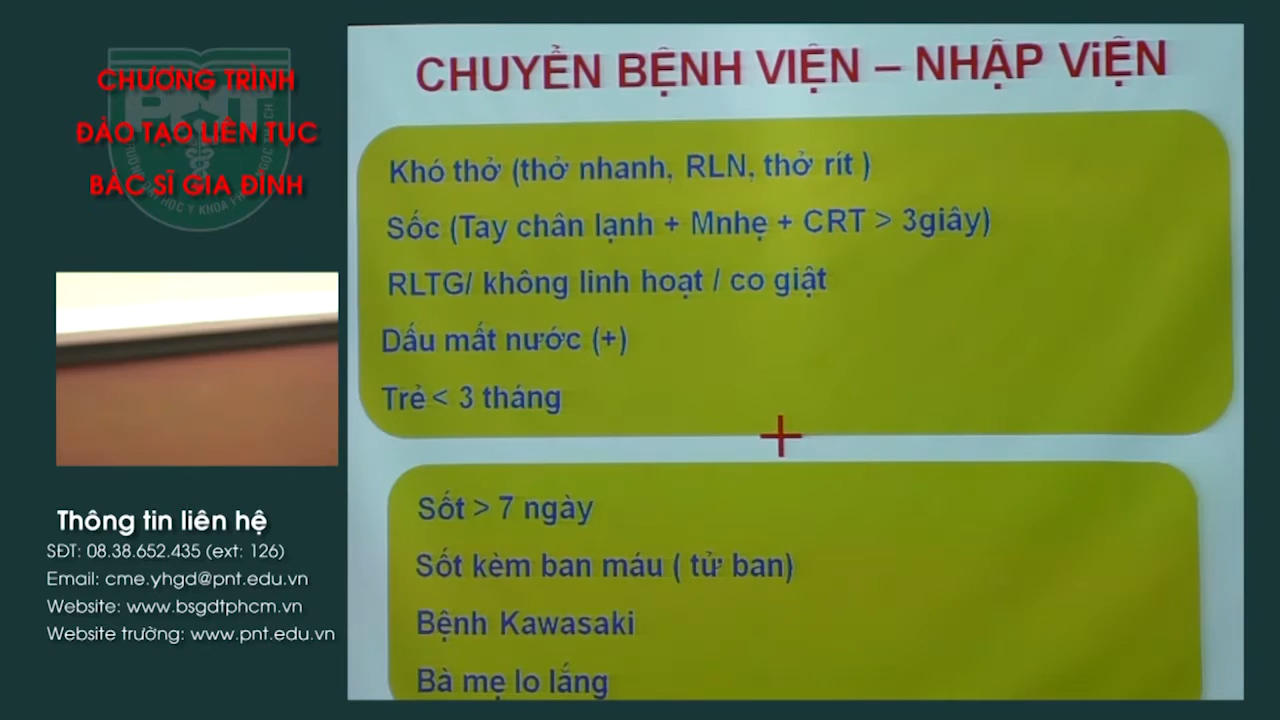 CHƯƠNG TRÌNH
ĐÀO TẠO LIÊN TỤC
BÁC SĨ GIA ĐÌNH
PNT
Thông tin liên hệ
SĐT: 08.38.652.435 (ext: 126)
Email: cme.yhgd@pnt.edu.vn
Website: www.bsgdtphcm.vn
Website trường: www.pnt.edu.vn
CHUYỂN BỆNH VIỆN – NHẬP ViỆN
Khó thở (thở nhanh, RLN, thở rít )
Sốc (Tay chân lạnh + Mnhẹ + CRT > 3giây)
RLTG/ không linh hoạt / co giật
Dấu mất nước (+)
Trẻ < 3 tháng
+
Sốt > 7 ngày
Sốt kèm ban máu ( tử ban)
Bệnh Kawasaki
Bà mẹ lo lắng